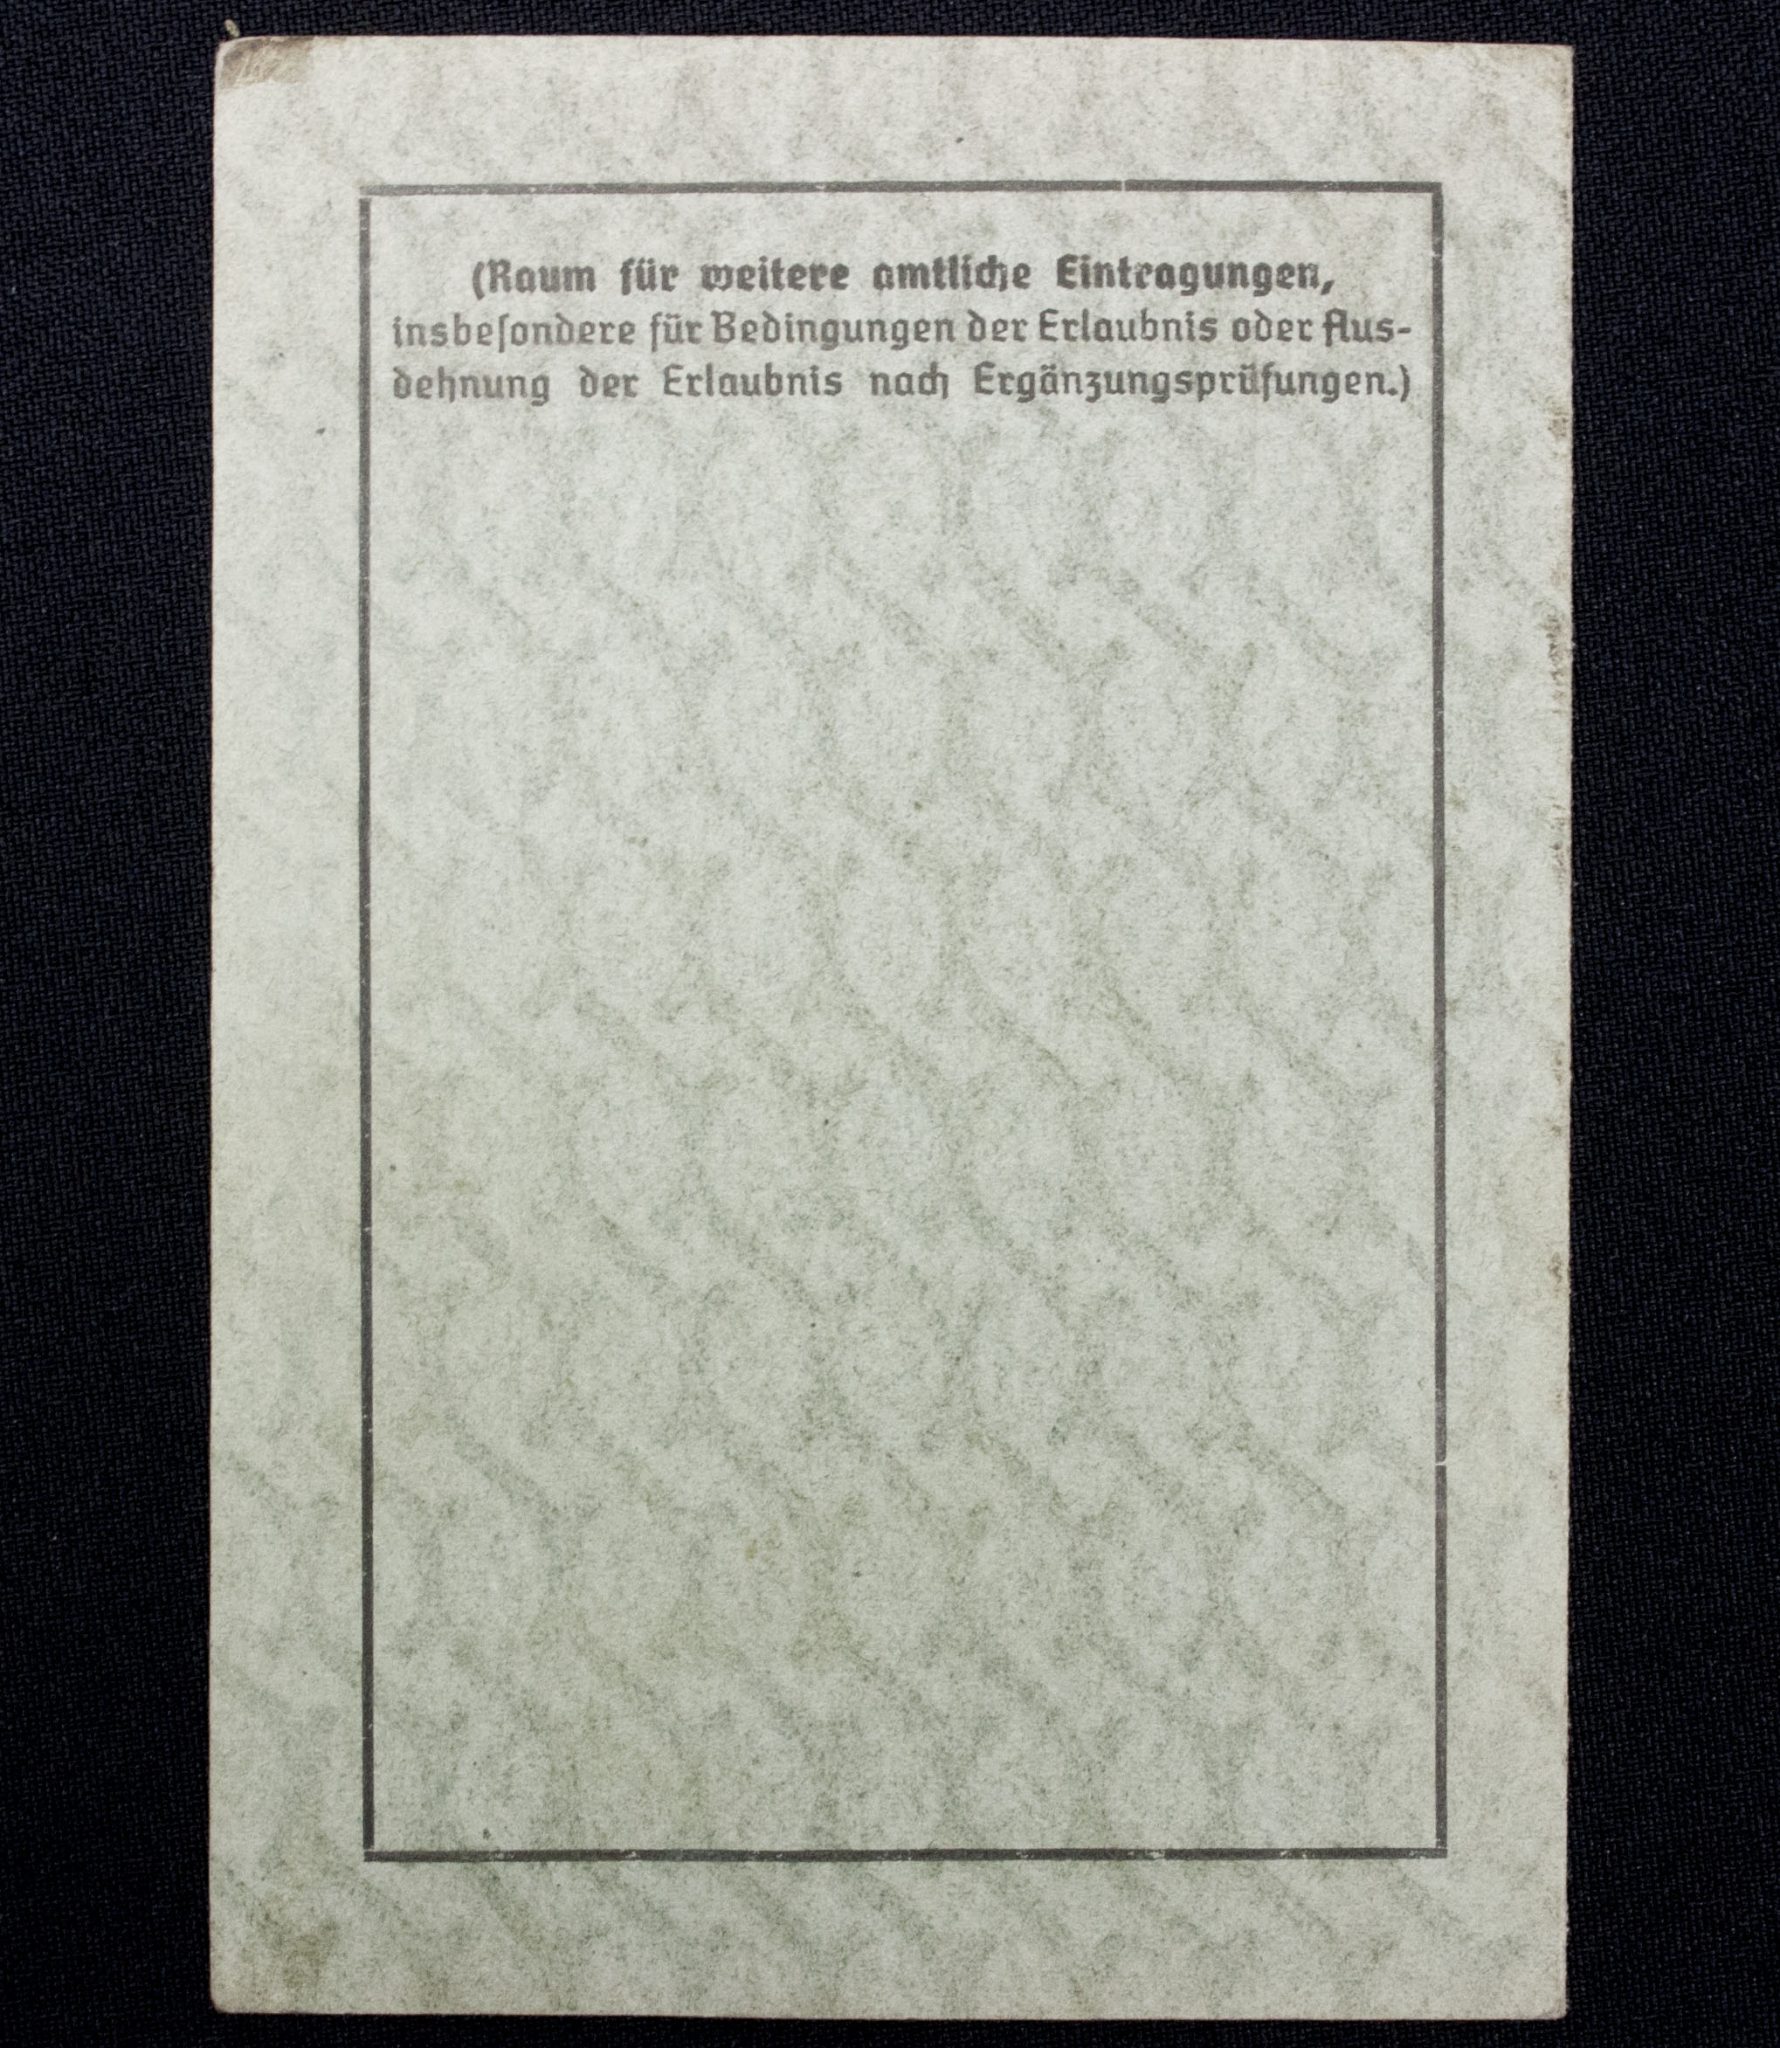 (Raum für weitere amtliche Eintragungen,
insbeſondere für Bedingungen der Erlaubnis oder Aus-
dehnung der Erlaubnis nach Ergänzungsprüfungen.)